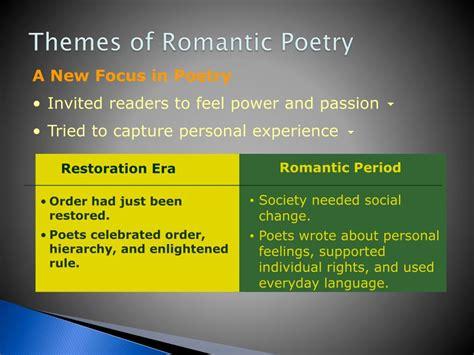 Themes of Romantic Poetry
A New Focus in Poetry
• Invited readers to feel power and passion
• Tried to capture personal experience
Restoration Era
• Order had just been
restored.
• Poets celebrated order,
hierarchy, and enlightened
rule.
Romantic Period
• Society needed social
change.
• Poets wrote about personal
feelings, supported
individual rights, and used
everyday language.